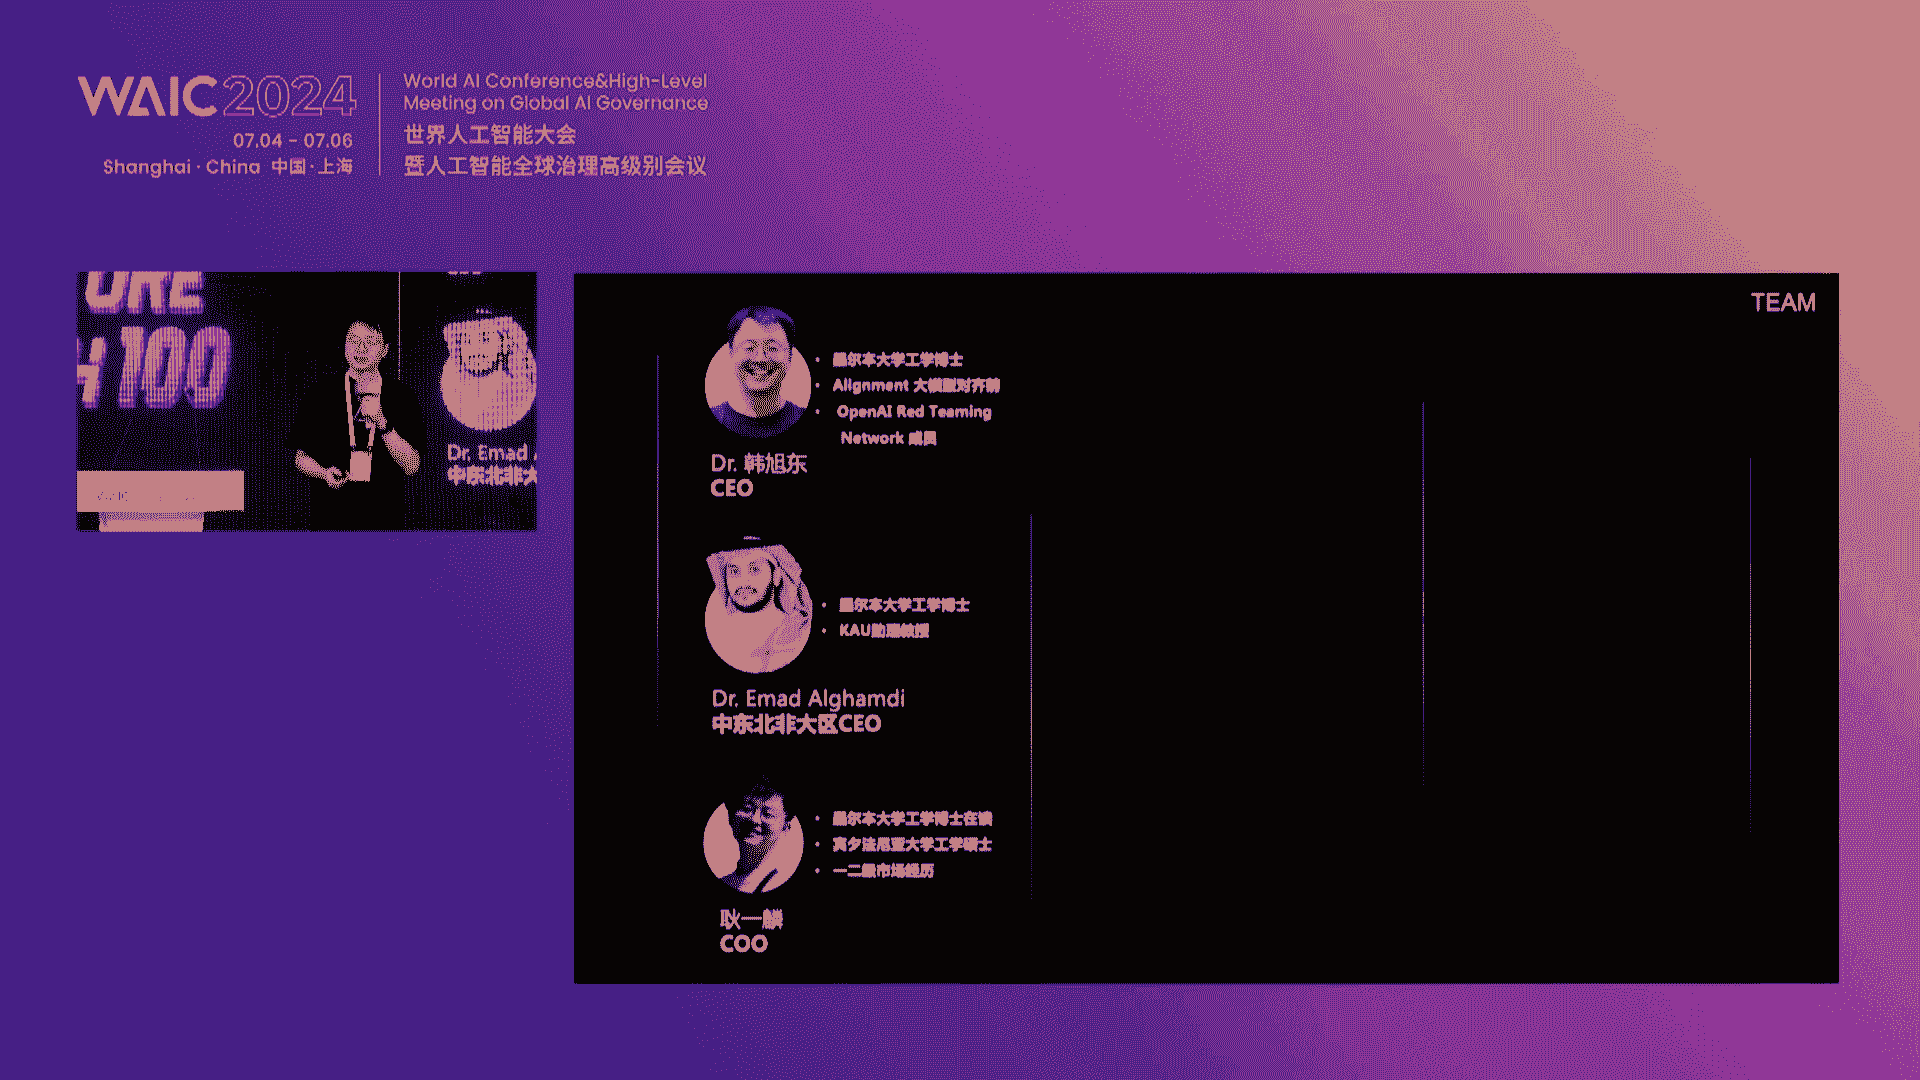 WAIC 2024
07.04 - 07.06
Shanghai · China 中国·上海
World AI Conference&High-Level
Meeting on Global AI Governance
世界人工智能大会
暨人工智能全球治理高级别会议
URE
H 100
Dr. Emad
中东北非大
TEAM
• 墨尔本大学工学博士
• Alignment 大模型对齐
• OpenAI Red Teaming
Network 成员
Dr. 韩旭东
CEO
• 墨尔本大学工学博士
• KAU助理教授
Dr. Emad Alghamdi
中东北非大区CEO
• 墨尔本大学工学博士在读
• 宾夕法尼亚大学工学硕士
• 一二级市场经历
耿一麟
COO